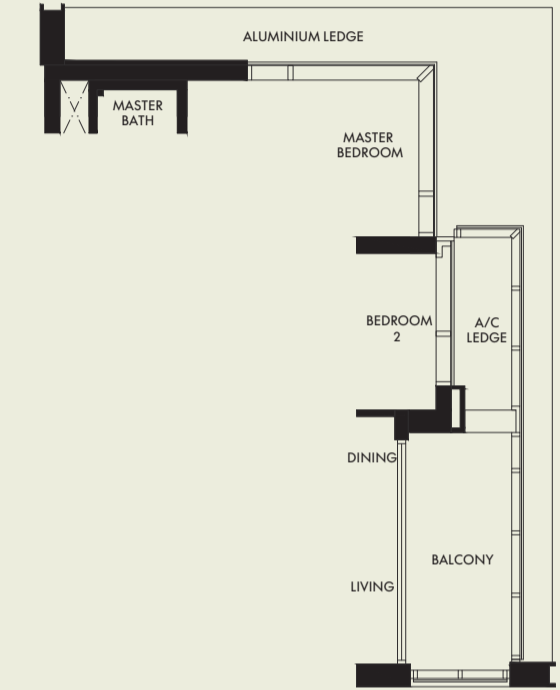 ALUMINIUM LEDGE
MASTER
BATH
MASTER
BEDROOM
BEDROOM
2
A/C
LEDGE
DINING
BALCONY
LIVING